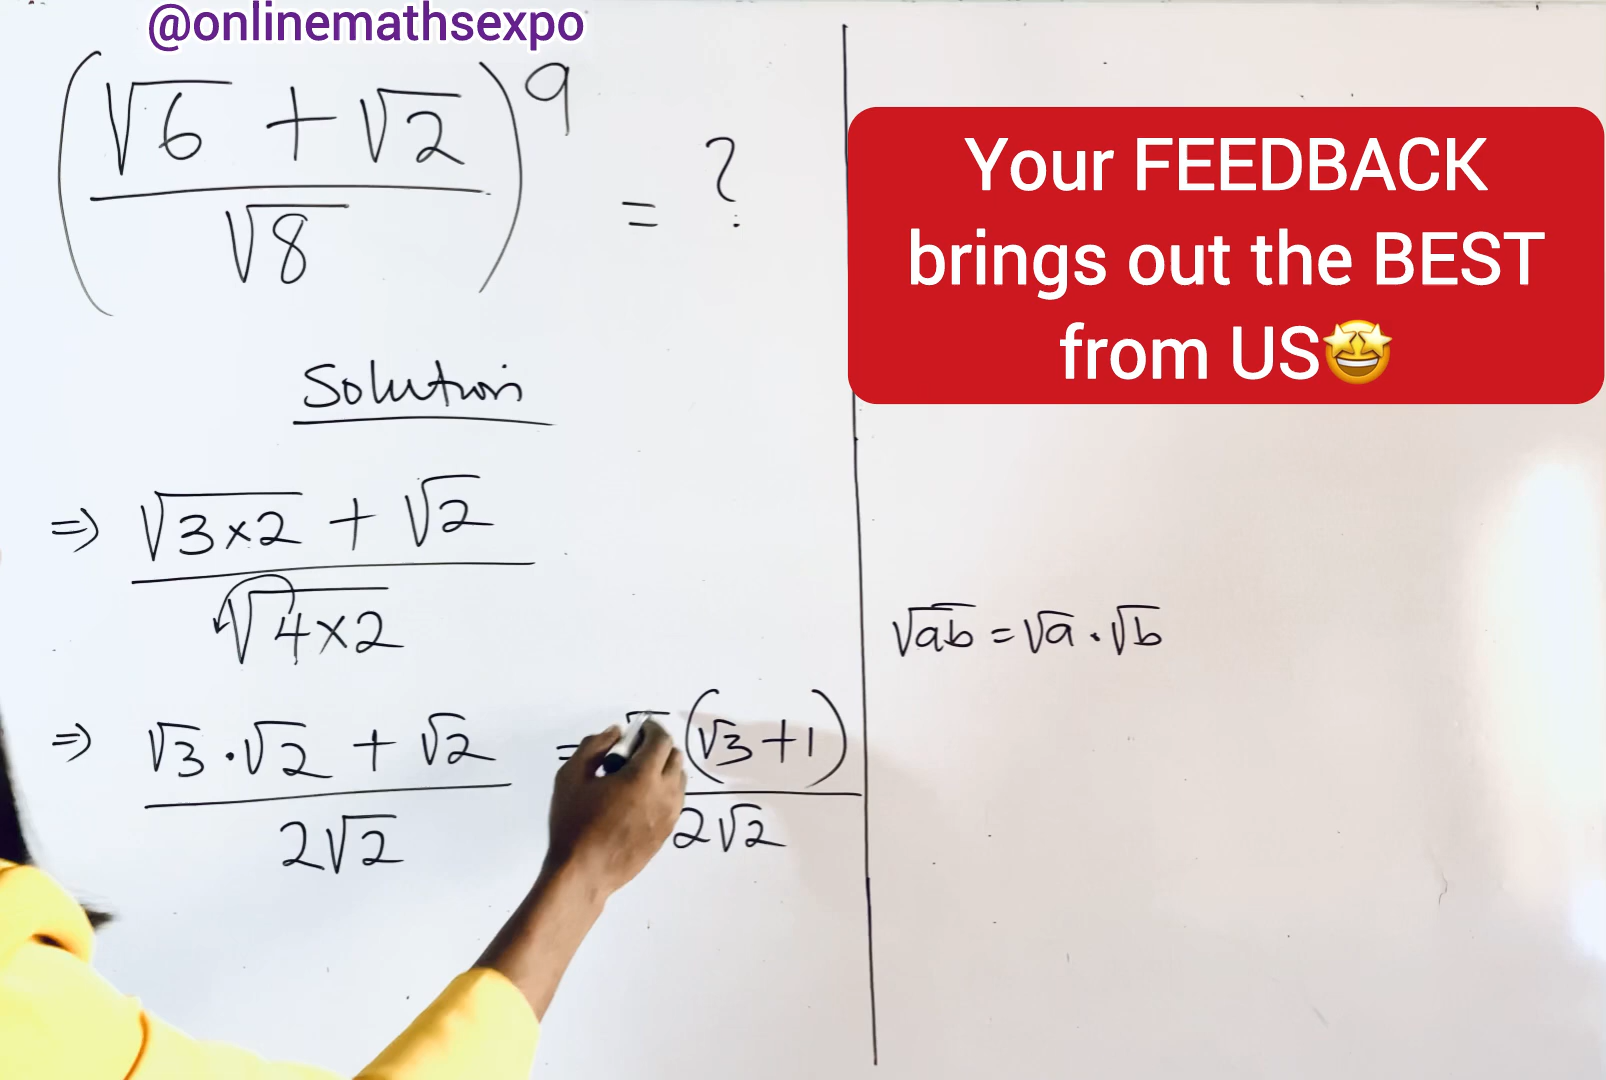 @onlinemathsexpo
(√6 + √2 / √8)^9 = ?
Your FEEDBACK
brings out the BEST
from US🤩
Solution
⇒ √3×2 + √2 / √4×2
√ab = √a . √b
⇒ √3 . √2 + √2 / 2√2 = (√3 + 1) / 2√2